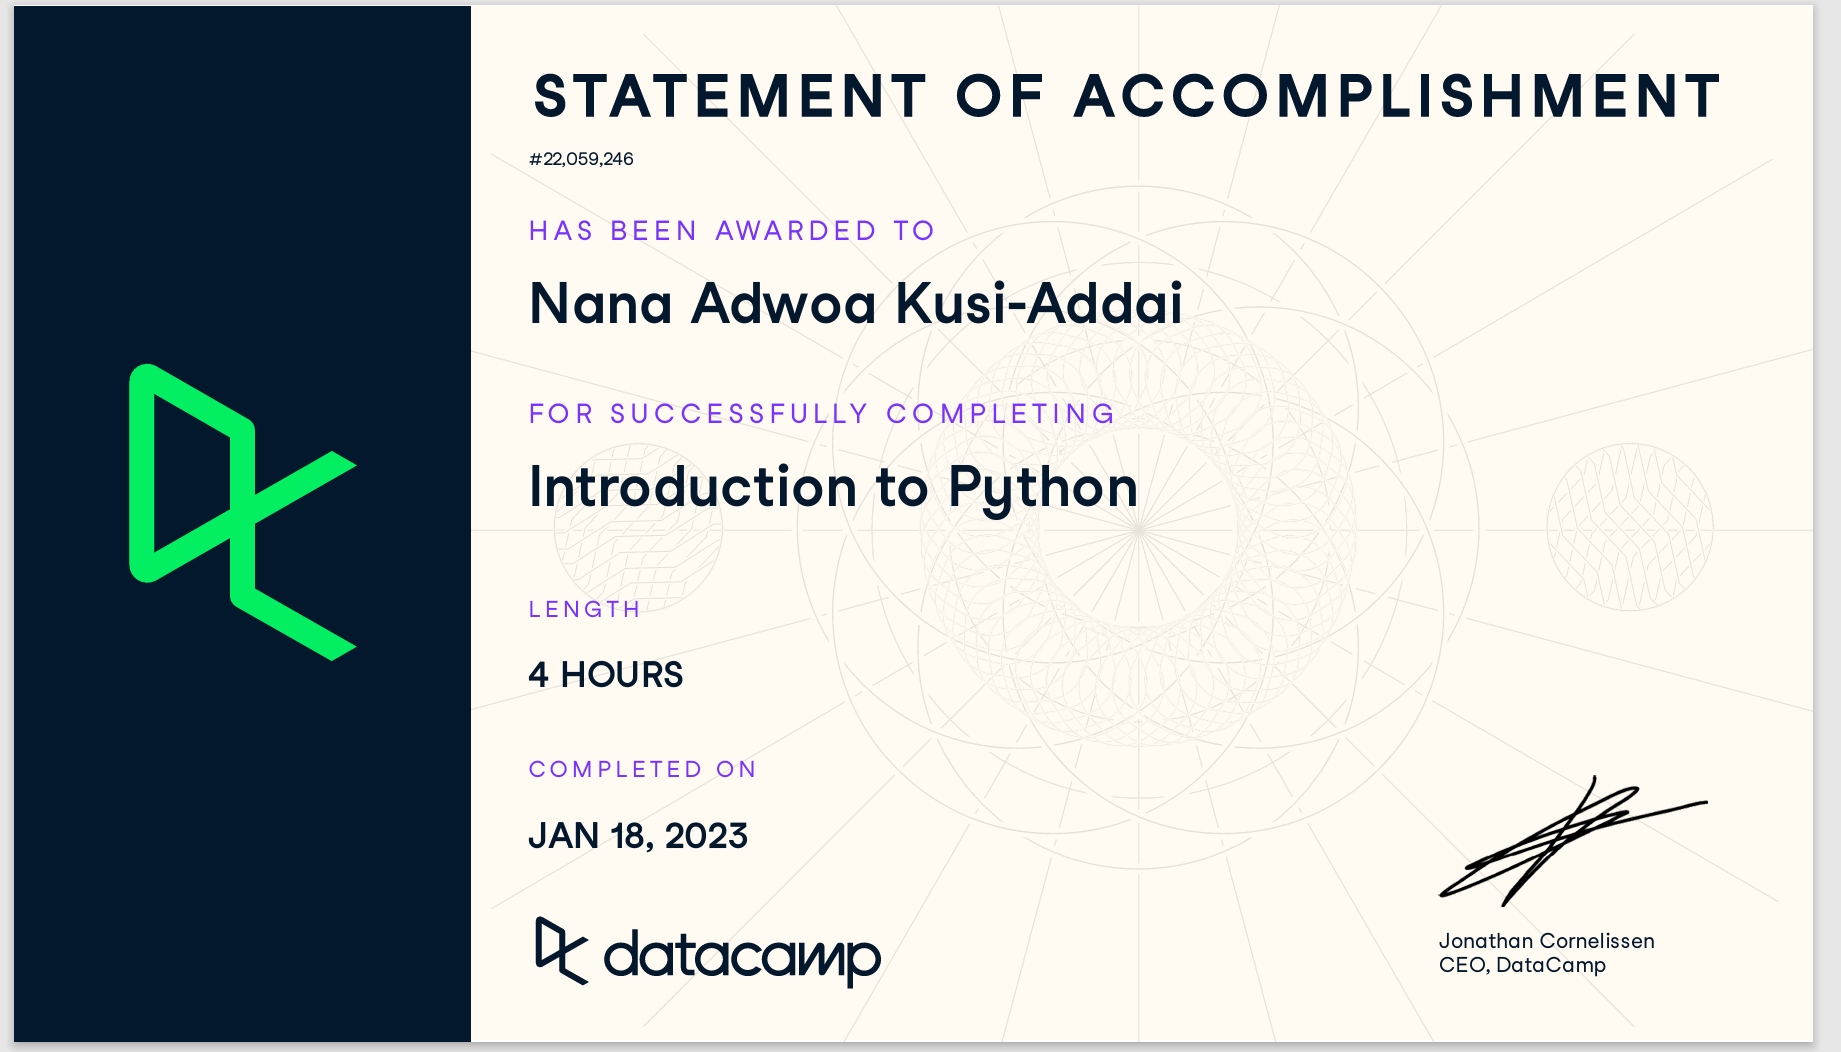 STATEMENT OF ACCOMPLISHMENT
#22,059,246
HAS BEEN AWARDED TO
Nana Adwoa Kusi-Addai
FOR SUCCESSFULLY COMPLETING
Introduction to Python
LENGTH
4 HOURS
COMPLETED ON
JAN 18, 2023
datacamp
Jonathan Cornelissen
CEO, DataCamp